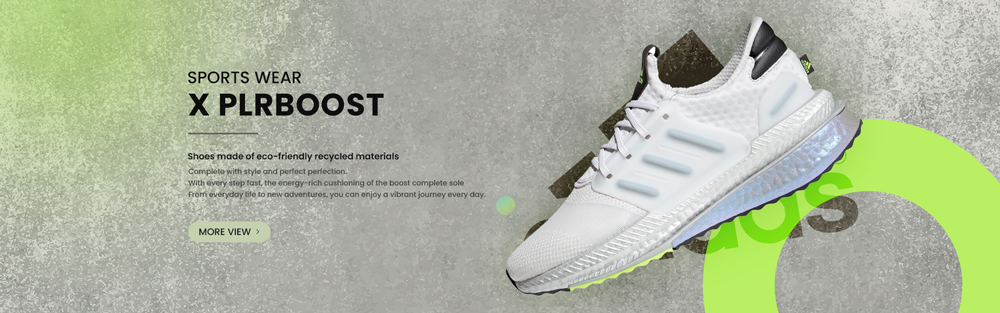 SPORTS WEAR
X PLRBOOST
Shoes made of eco-friendly recycled materials
Complete with style and perfect perfection.
With every step fast, the energy-rich cushioning of the boost complete sole
From everyday life to new adventures, you can enjoy a vibrant journey every day.
MORE VIEW >